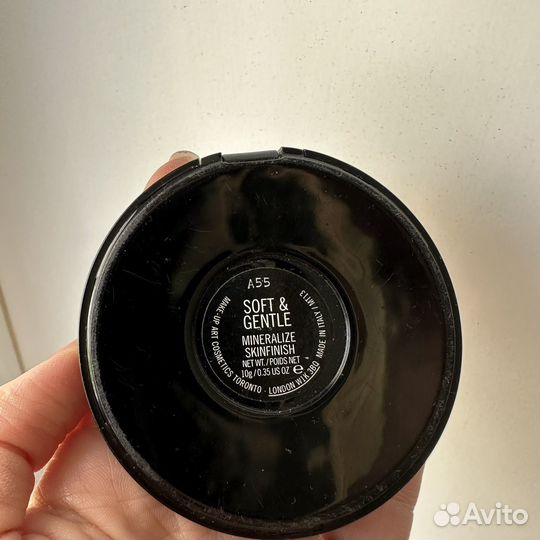 A55
SOFT &
GENTLE
MINERALIZE
SKINFINISH
NET WT. / POIDS NET
10g / 0.35 US OZ ℮
MAKE-UP ART COSMETICS TORONTO · LONDON W1K 3BQ MADE IN ITALY / MT13
Avito